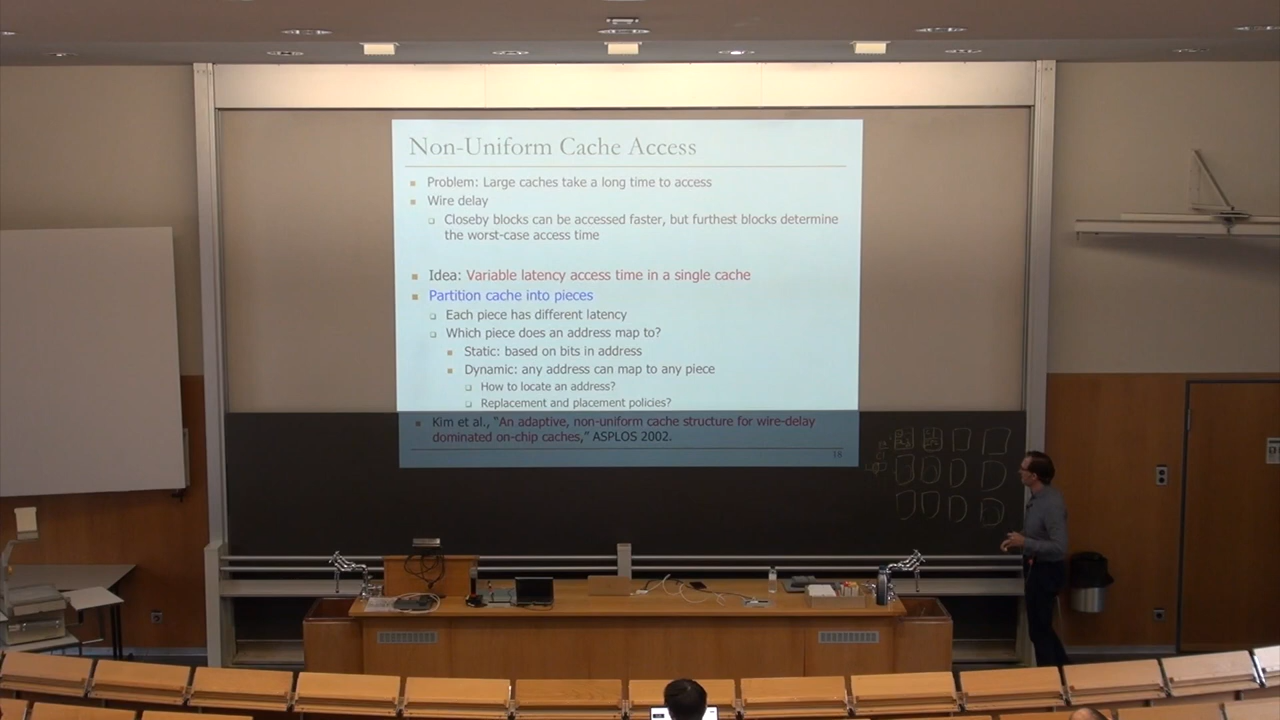 Non-Uniform Cache Access
Problem: Large caches take a long time to access
Wire delay
Closeby blocks can be accessed faster, but furthest blocks determine
the worst-case access time
Idea: Variable latency access time in a single cache
Partition cache into pieces
Each piece has different latency
Which piece does an address map to?
Static: based on bits in address
Dynamic: any address can map to any piece
How to locate an address?
Replacement and placement policies?
Kim et al., “An adaptive, non-uniform cache structure for wire-delay
dominated on-chip caches,” ASPLOS 2002.
16